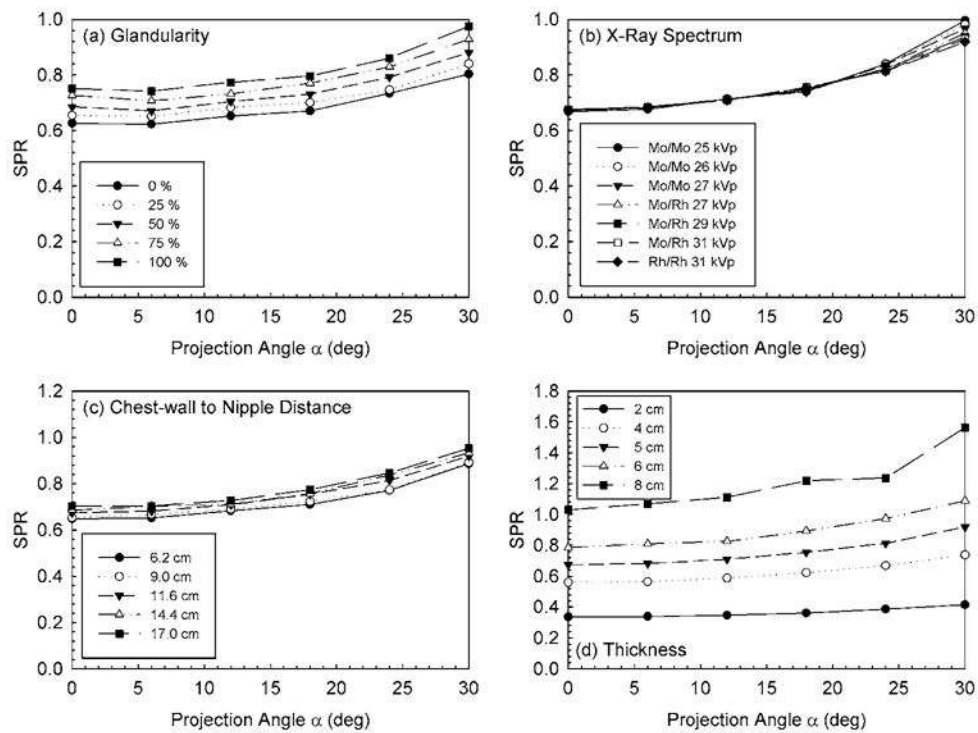 (a) Glandularity
1.0
0.8
0.6
0.4
0.2
0.0
SPR
0 %
25 %
50 %
75 %
100 %
0 5 10 15 20 25 30
Projection Angle α (deg)
(b) X-Ray Spectrum
1.0
0.8
0.6
0.4
0.2
0.0
SPR
Mo/Mo 25 kVp
Mo/Mo 26 kVp
Mo/Mo 27 kVp
Mo/Rh 27 kVp
Mo/Rh 29 kVp
Mo/Rh 31 kVp
Rh/Rh 31 kVp
0 5 10 15 20 25 30
Projection Angle α (deg)
(c) Chest-wall to Nipple Distance
1.2
1.0
0.8
0.6
0.4
0.2
0.0
SPR
6.2 cm
9.0 cm
11.6 cm
14.4 cm
17.0 cm
0 5 10 15 20 25 30
Projection Angle α (deg)
1.8
1.6
1.4
1.2
1.0
0.8
0.6
0.4
0.2
0.0
SPR
2 cm
4 cm
5 cm
6 cm
8 cm
(d) Thickness
0 5 10 15 20 25 30
Projection Angle α (deg)